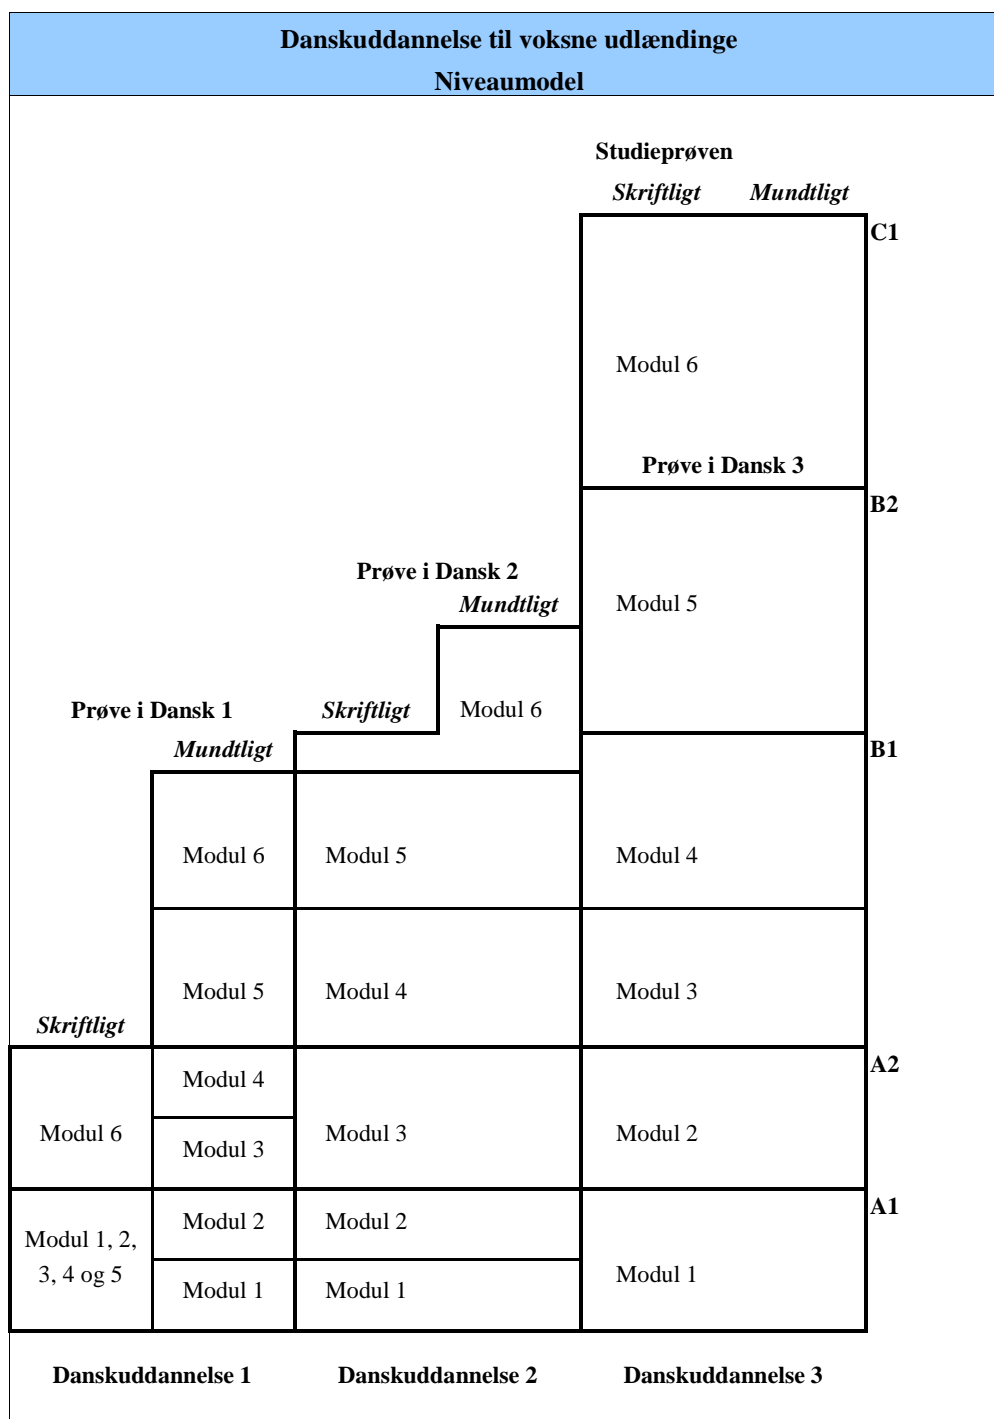 Danskuddannelse til voksne udlændinge
Niveaumodel
Studieprøven
Skriftligt Mundtligt
C1
Modul 6
Prøve i Dansk 3
B2
Prøve i Dansk 2
Mundtligt
Modul 5
Prøve i Dansk 1
Skriftligt
Modul 6
Mundtligt
B1
Modul 6
Modul 5
Modul 4
Modul 5
Modul 4
Modul 3
Skriftligt
A2
Modul 4
Modul 6
Modul 3
Modul 3
Modul 2
A1
Modul 2
Modul 2
Modul 1, 2,
3, 4 og 5
Modul 1
Modul 1
Modul 1
Danskuddannelse 1
Danskuddannelse 2
Danskuddannelse 3